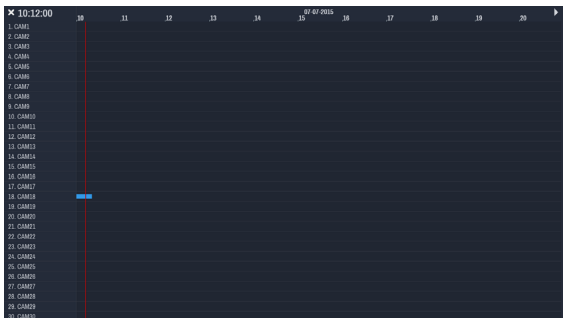 ✕ 10:12:00
07-07-2015
10 11 12 13 14 15 16 17 18 19 20
1. CAM1
2. CAM2
3. CAM3
4. CAM4
5. CAM5
6. CAM6
7. CAM7
8. CAM8
9. CAM9
10. CAM10
11. CAM11
12. CAM12
13. CAM13
14. CAM14
15. CAM15
16. CAM16
17. CAM17
18. CAM18
19. CAM19
20. CAM20
21. CAM21
22. CAM22
23. CAM23
24. CAM24
25. CAM25
26. CAM26
27. CAM27
28. CAM28
29. CAM29
30. CAM30